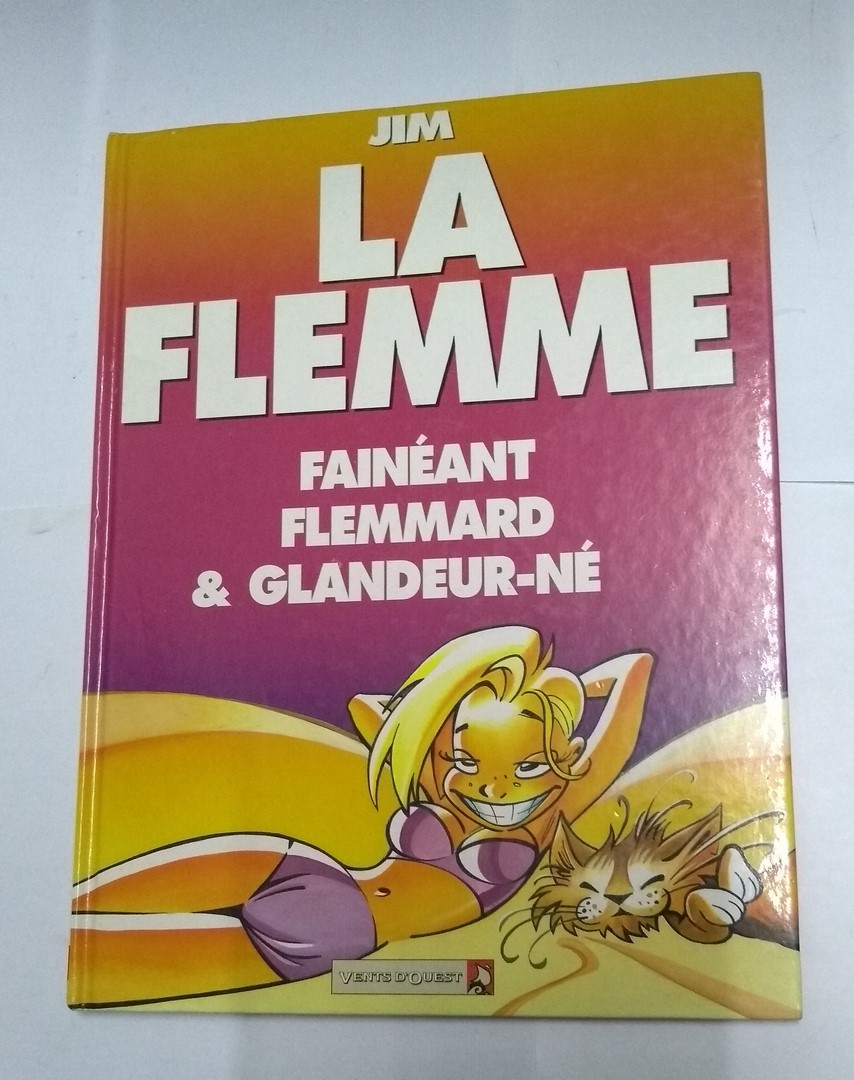 JIM
LA
FLEMME
FAINÉANT
FLEMMARD
& GLANDEUR-NÉ
VENTS D'OUEST